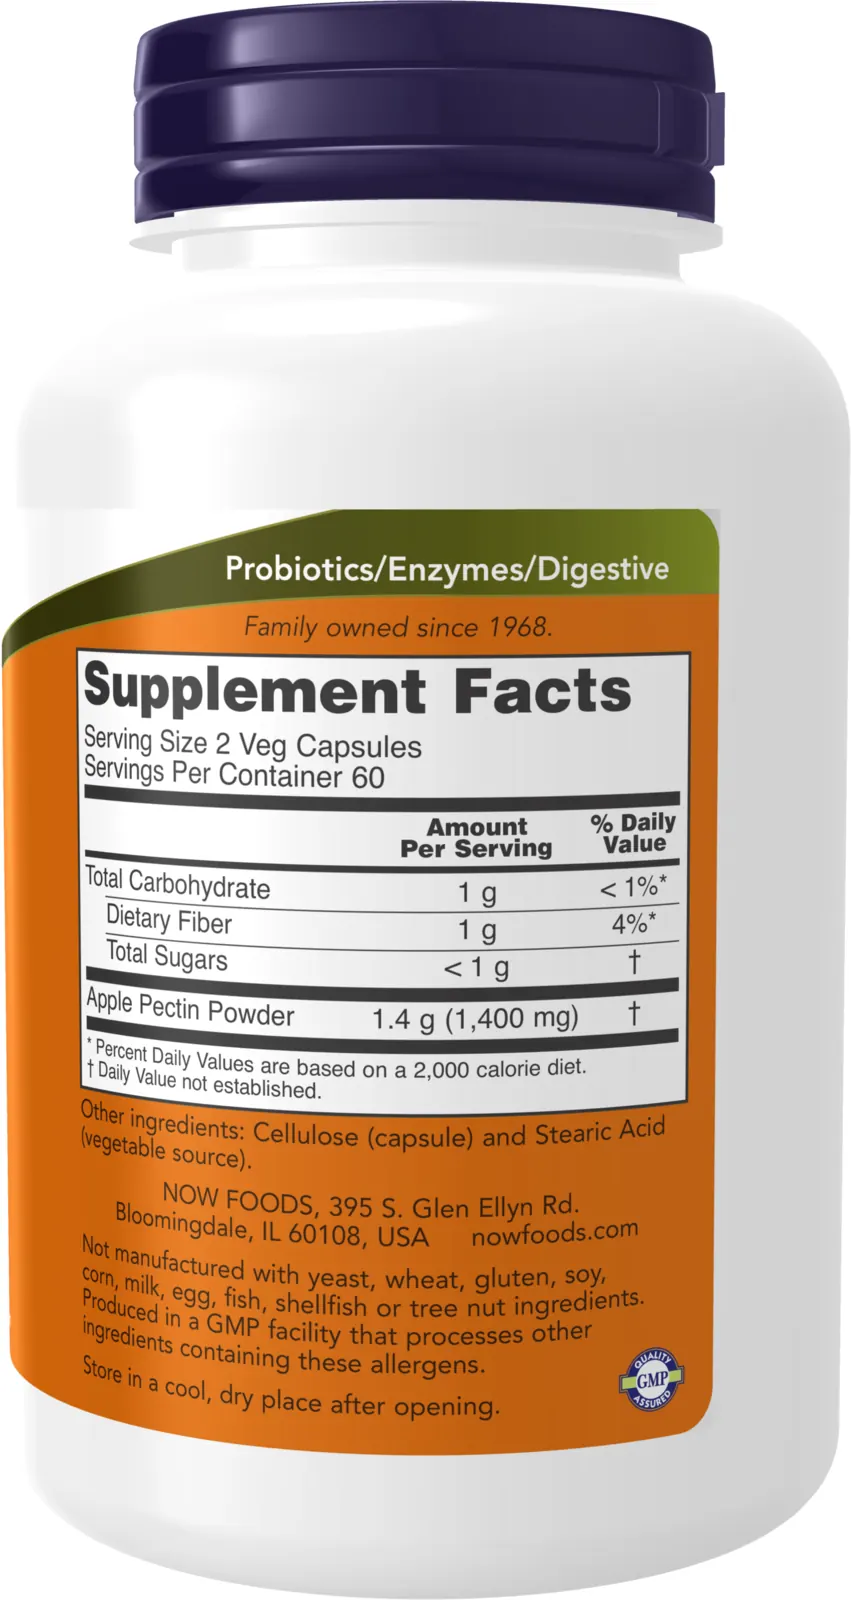 Probiotics/Enzymes/Digestive
Family owned since 1968.
Supplement Facts
Serving Size 2 Veg Capsules
Servings Per Container 60
Amount Per Serving
% Daily Value
Total Carbohydrate 1 g < 1%*
Dietary Fiber 1 g 4%*
Total Sugars < 1 g †
Apple Pectin Powder 1.4 g (1,400 mg) †
* Percent Daily Values are based on a 2,000 calorie diet.
† Daily Value not established.
Other ingredients: Cellulose (capsule) and Stearic Acid
(vegetable source).
NOW FOODS, 395 S. Glen Ellyn Rd.
Bloomingdale, IL 60108, USA nowfoods.com
Not manufactured with yeast, wheat, gluten, soy,
corn, milk, egg, fish, shellfish or tree nut ingredients.
Produced in a GMP facility that processes other
ingredients containing these allergens.
Store in a cool, dry place after opening.
QUALITY
GMP
ASSURED